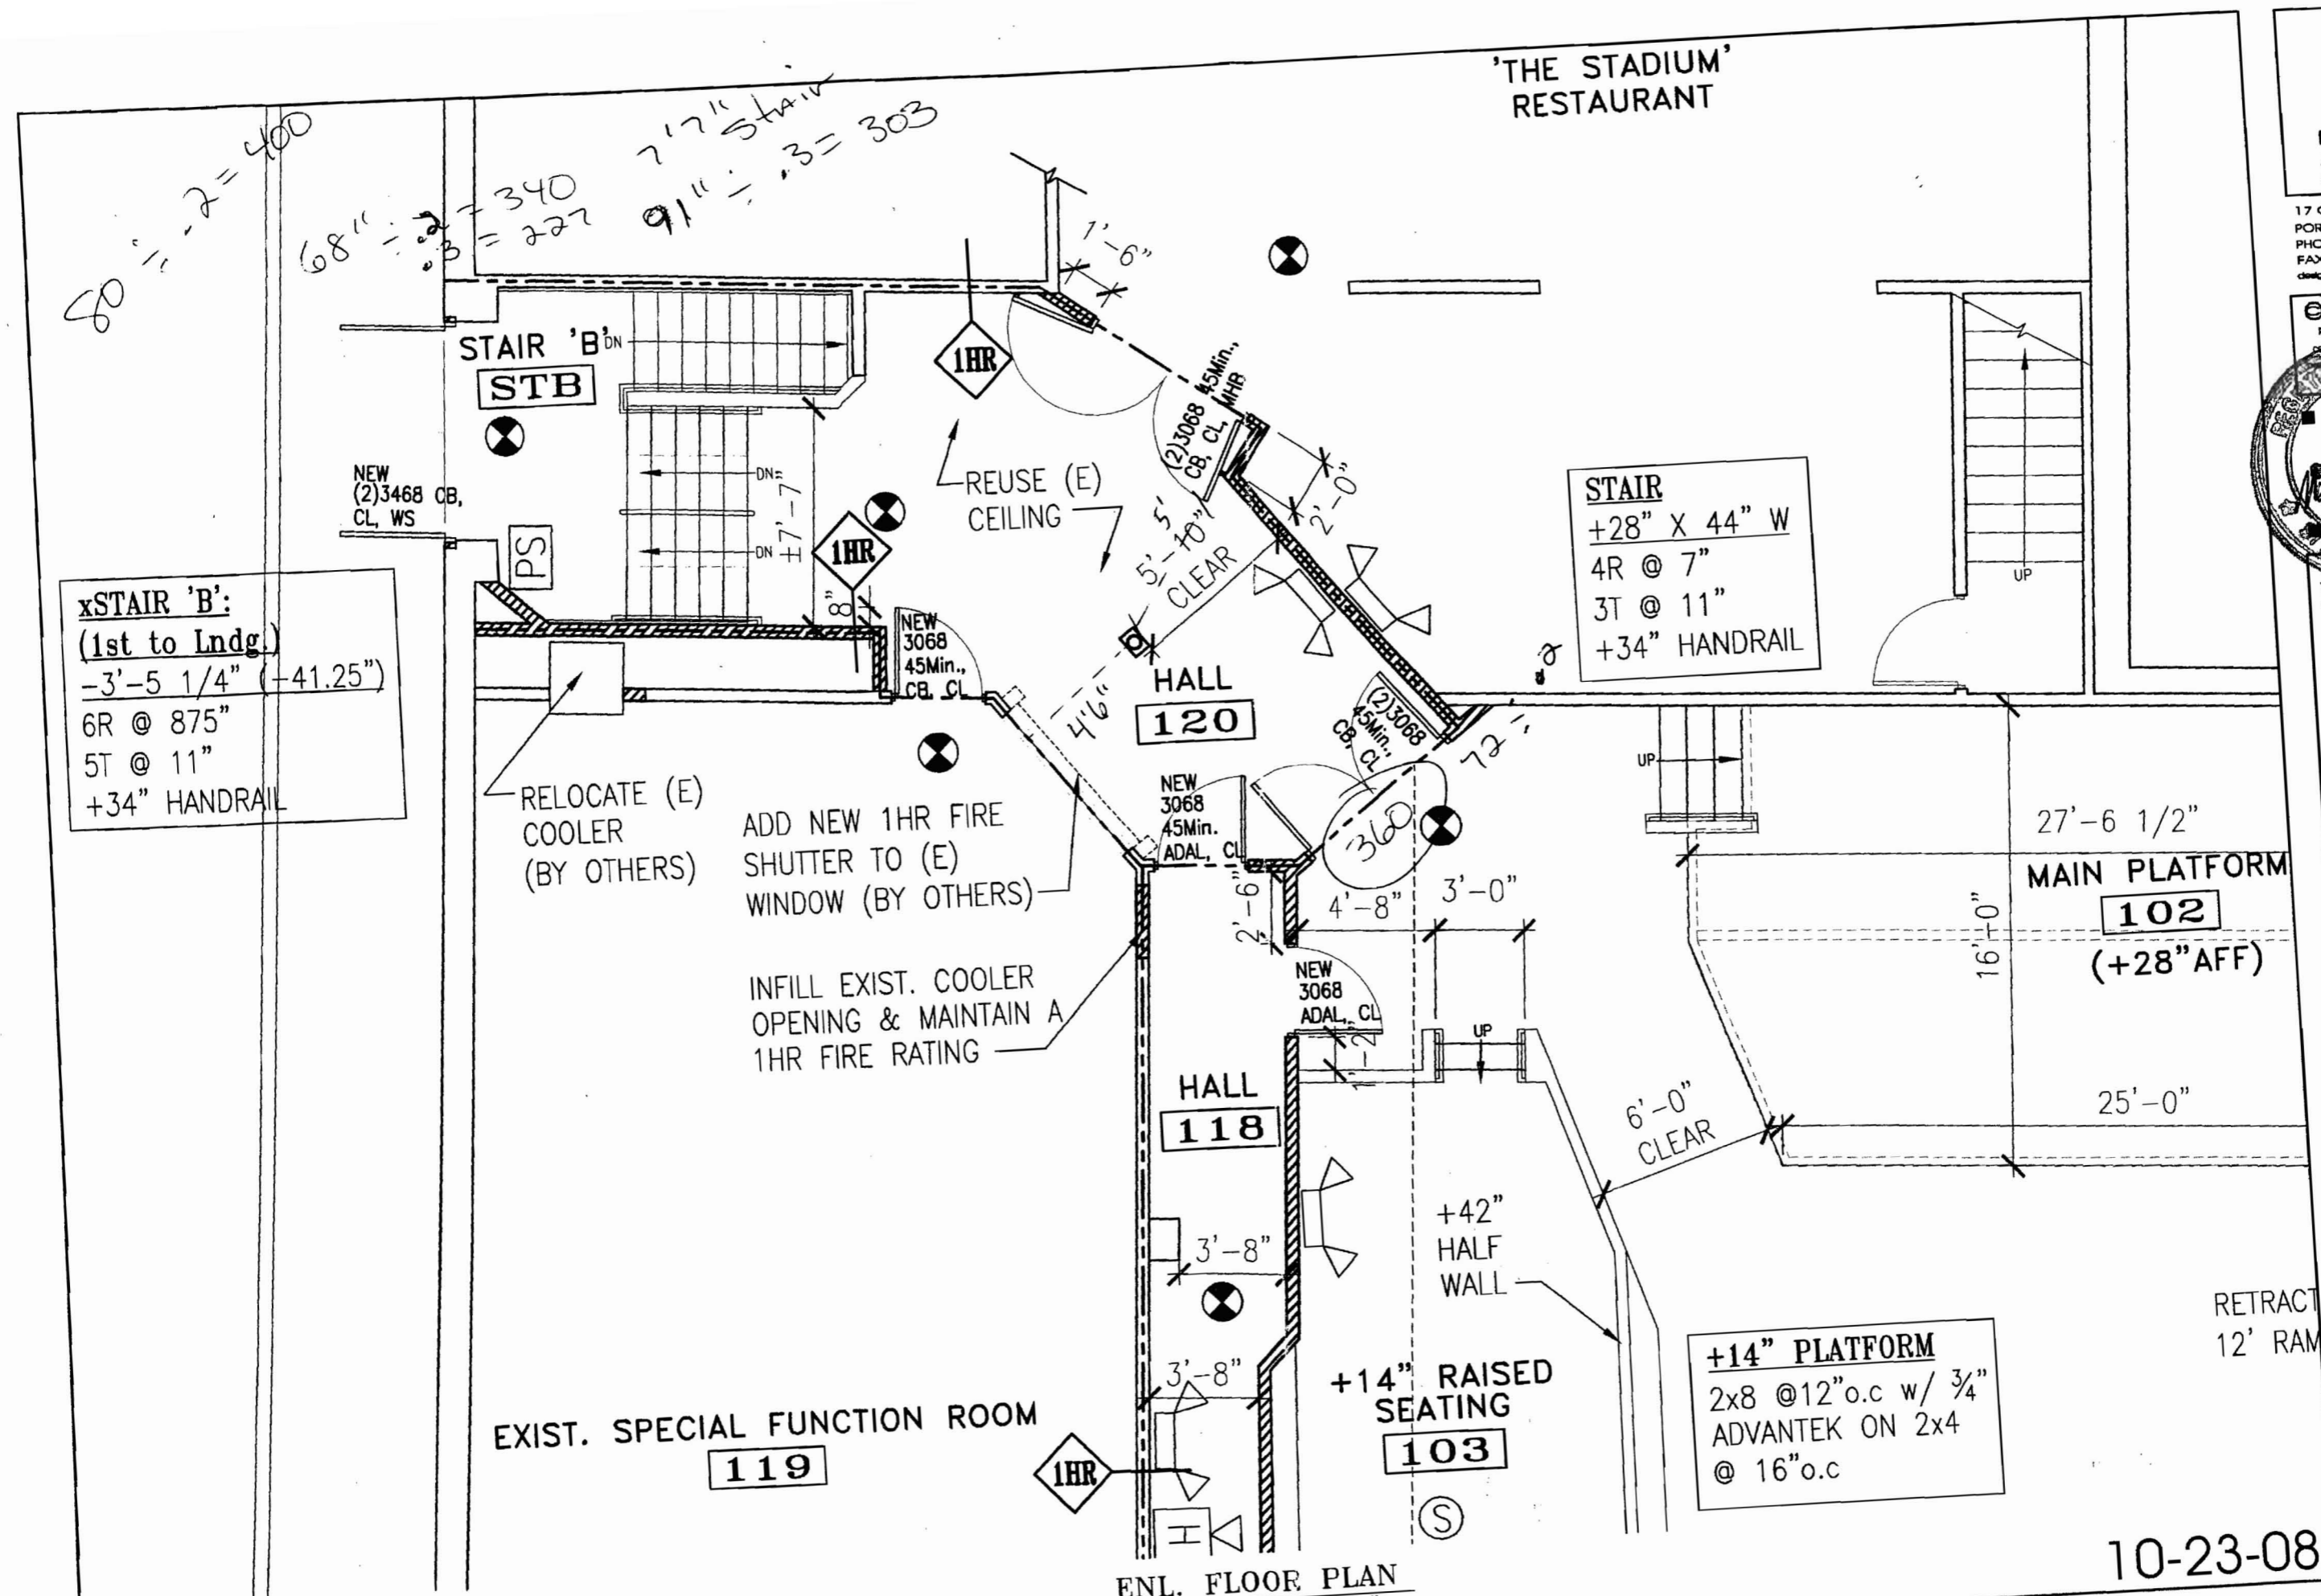 'THE STADIUM'
RESTAURANT
80 ÷ .2 = 400
68" ÷ .2 = 340
.3 = 227
7'7"
stair
91" ÷ .3 = 303
1'-6"
1HR
STAIR 'B'
STB
DN
NEW
(2)3468 CB,
CL, WS
PS
DN
DN
±7'-7"
1HR
8"
REUSE (E)
CEILING
(2)3068 45Min.,
CB, CL, MHB
2'-0"
5'-10"
5'
CLEAR
STAIR
+28" X 44" W
4R @ 7"
3T @ 11"
+34" HANDRAIL
UP
xSTAIR 'B':
(1st to Lndg.)
-3'-5 1/4" (-41.25")
6R @ 875"
5T @ 11"
+34" HANDRAIL
NEW
3068
45Min.,
CB, CL
HALL
120
4'6"
(2)3068
45Min.,
CB, CL
72" ÷ .2
360
UP
RELOCATE (E)
COOLER
(BY OTHERS)
ADD NEW 1HR FIRE
SHUTTER TO (E)
WINDOW (BY OTHERS)
NEW
3068
45Min.
ADAL, CL
2'-6"
4'-8"
3'-0"
27'-6 1/2"
MAIN PLATFORM
102
(+28"AFF)
16'-0"
25'-0"
INFILL EXIST. COOLER
OPENING & MAINTAIN A
1HR FIRE RATING
NEW
3068
ADAL, CL
1'-2"
UP
HALL
118
6'-0"
CLEAR
3'-8"
+42"
HALF
WALL
3'-8"
+14" RAISED
SEATING
103
S
EXIST. SPECIAL FUNCTION ROOM
119
1HR
H
+14" PLATFORM
2x8 @12"o.c w/ ¾"
ADVANTEK ON 2x4
@ 16"o.c
RETRACT
12' RAM
17
POR
PHO
FAX
10-23-08
ENL. FLOOR PLAN